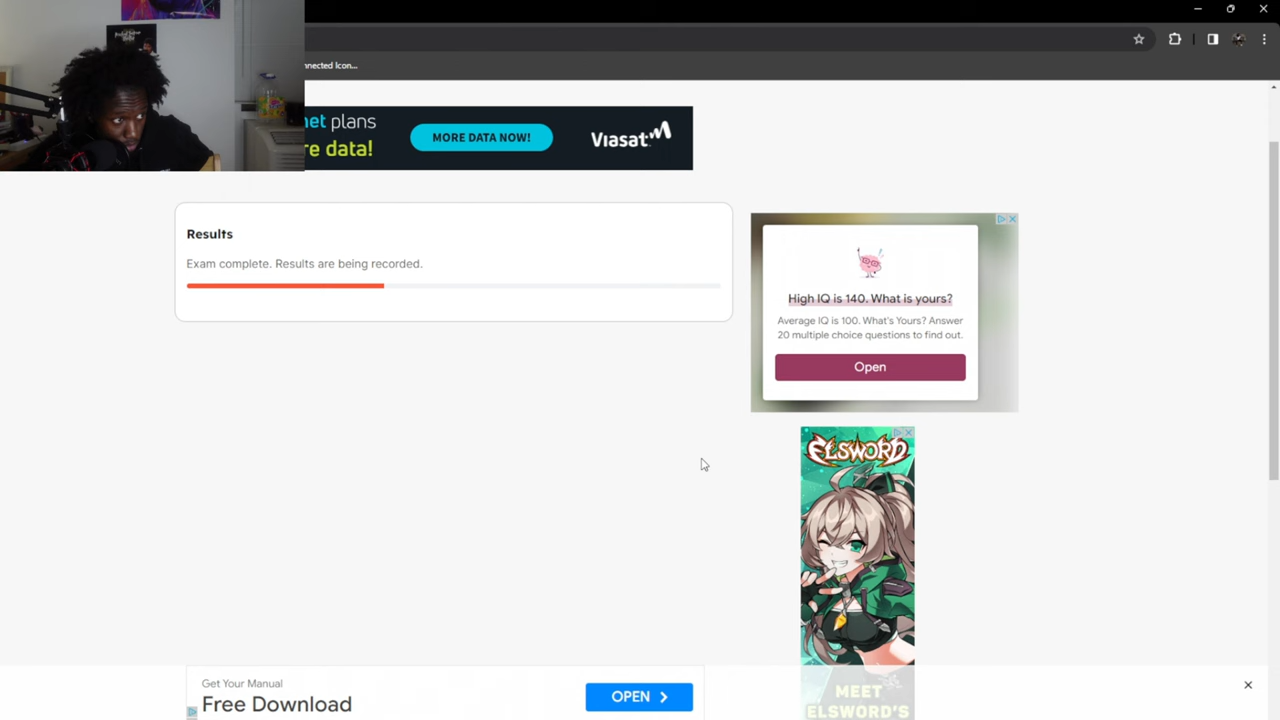 nnected Icon...
net plans
re data!
MORE DATA NOW!
Viasat
Results
Exam complete. Results are being recorded.
High IQ is 140. What is yours?
Average IQ is 100. What's Yours? Answer
20 multiple choice questions to find out.
Open
ELSWORD
MEET
ELSWORD'S
Get Your Manual
Free Download
OPEN